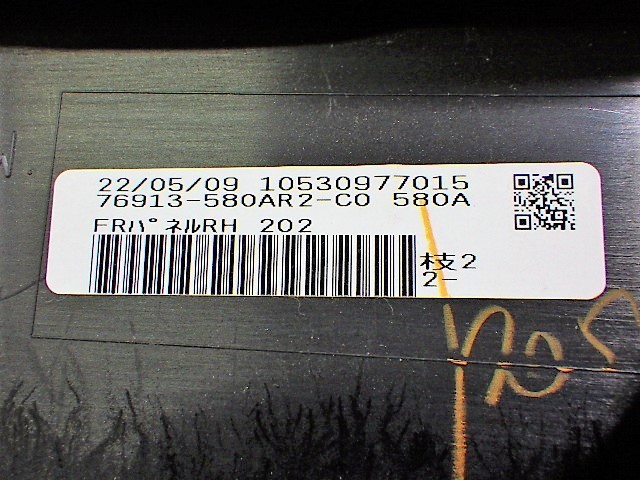 22/05/09 10530977015
76913-580AR2-C0 580A
FRﾊﾟﾈﾙRH 202
枝2
2-